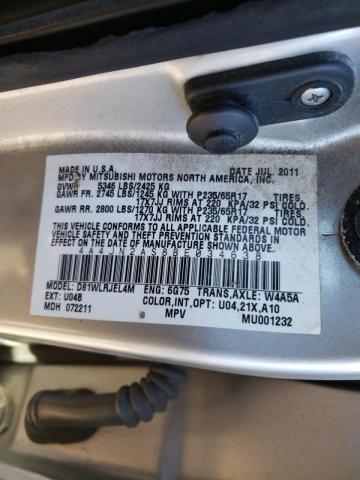 MADE IN U.S.A. DATE JUL. 2011
MFD.BY MITSUBISHI MOTORS NORTH AMERICA, INC.
GVWR 5346 LBS/2425 KG
GAWR FR. 2745 LBS/1245 KG WITH P235/65R17 TIRES,
17X7JJ RIMS AT 220 KPA/32 PSI COLD.
GAWR RR. 2800 LBS/1270 KG WITH P235/65R17 TIRES,
17X7JJ RIMS AT 220 KPA/32 PSI COLD.
THIS VEHICLE CONFORMS TO ALL APPLICABLE FEDERAL MOTOR
VEHICLE SAFETY STANDARDS IN EFFECT ON THE DATE OF
MANUFACTURE SHOWN ABOVE.
4A4JN2AS8BE034638
MODEL: D81WLRJEL4M ENG: 6G75 TRANS,AXLE: W4A5A
EXT: U04B COLOR,INT,OPT: U04,21X,A10
MDH 072211 MPV MU001232